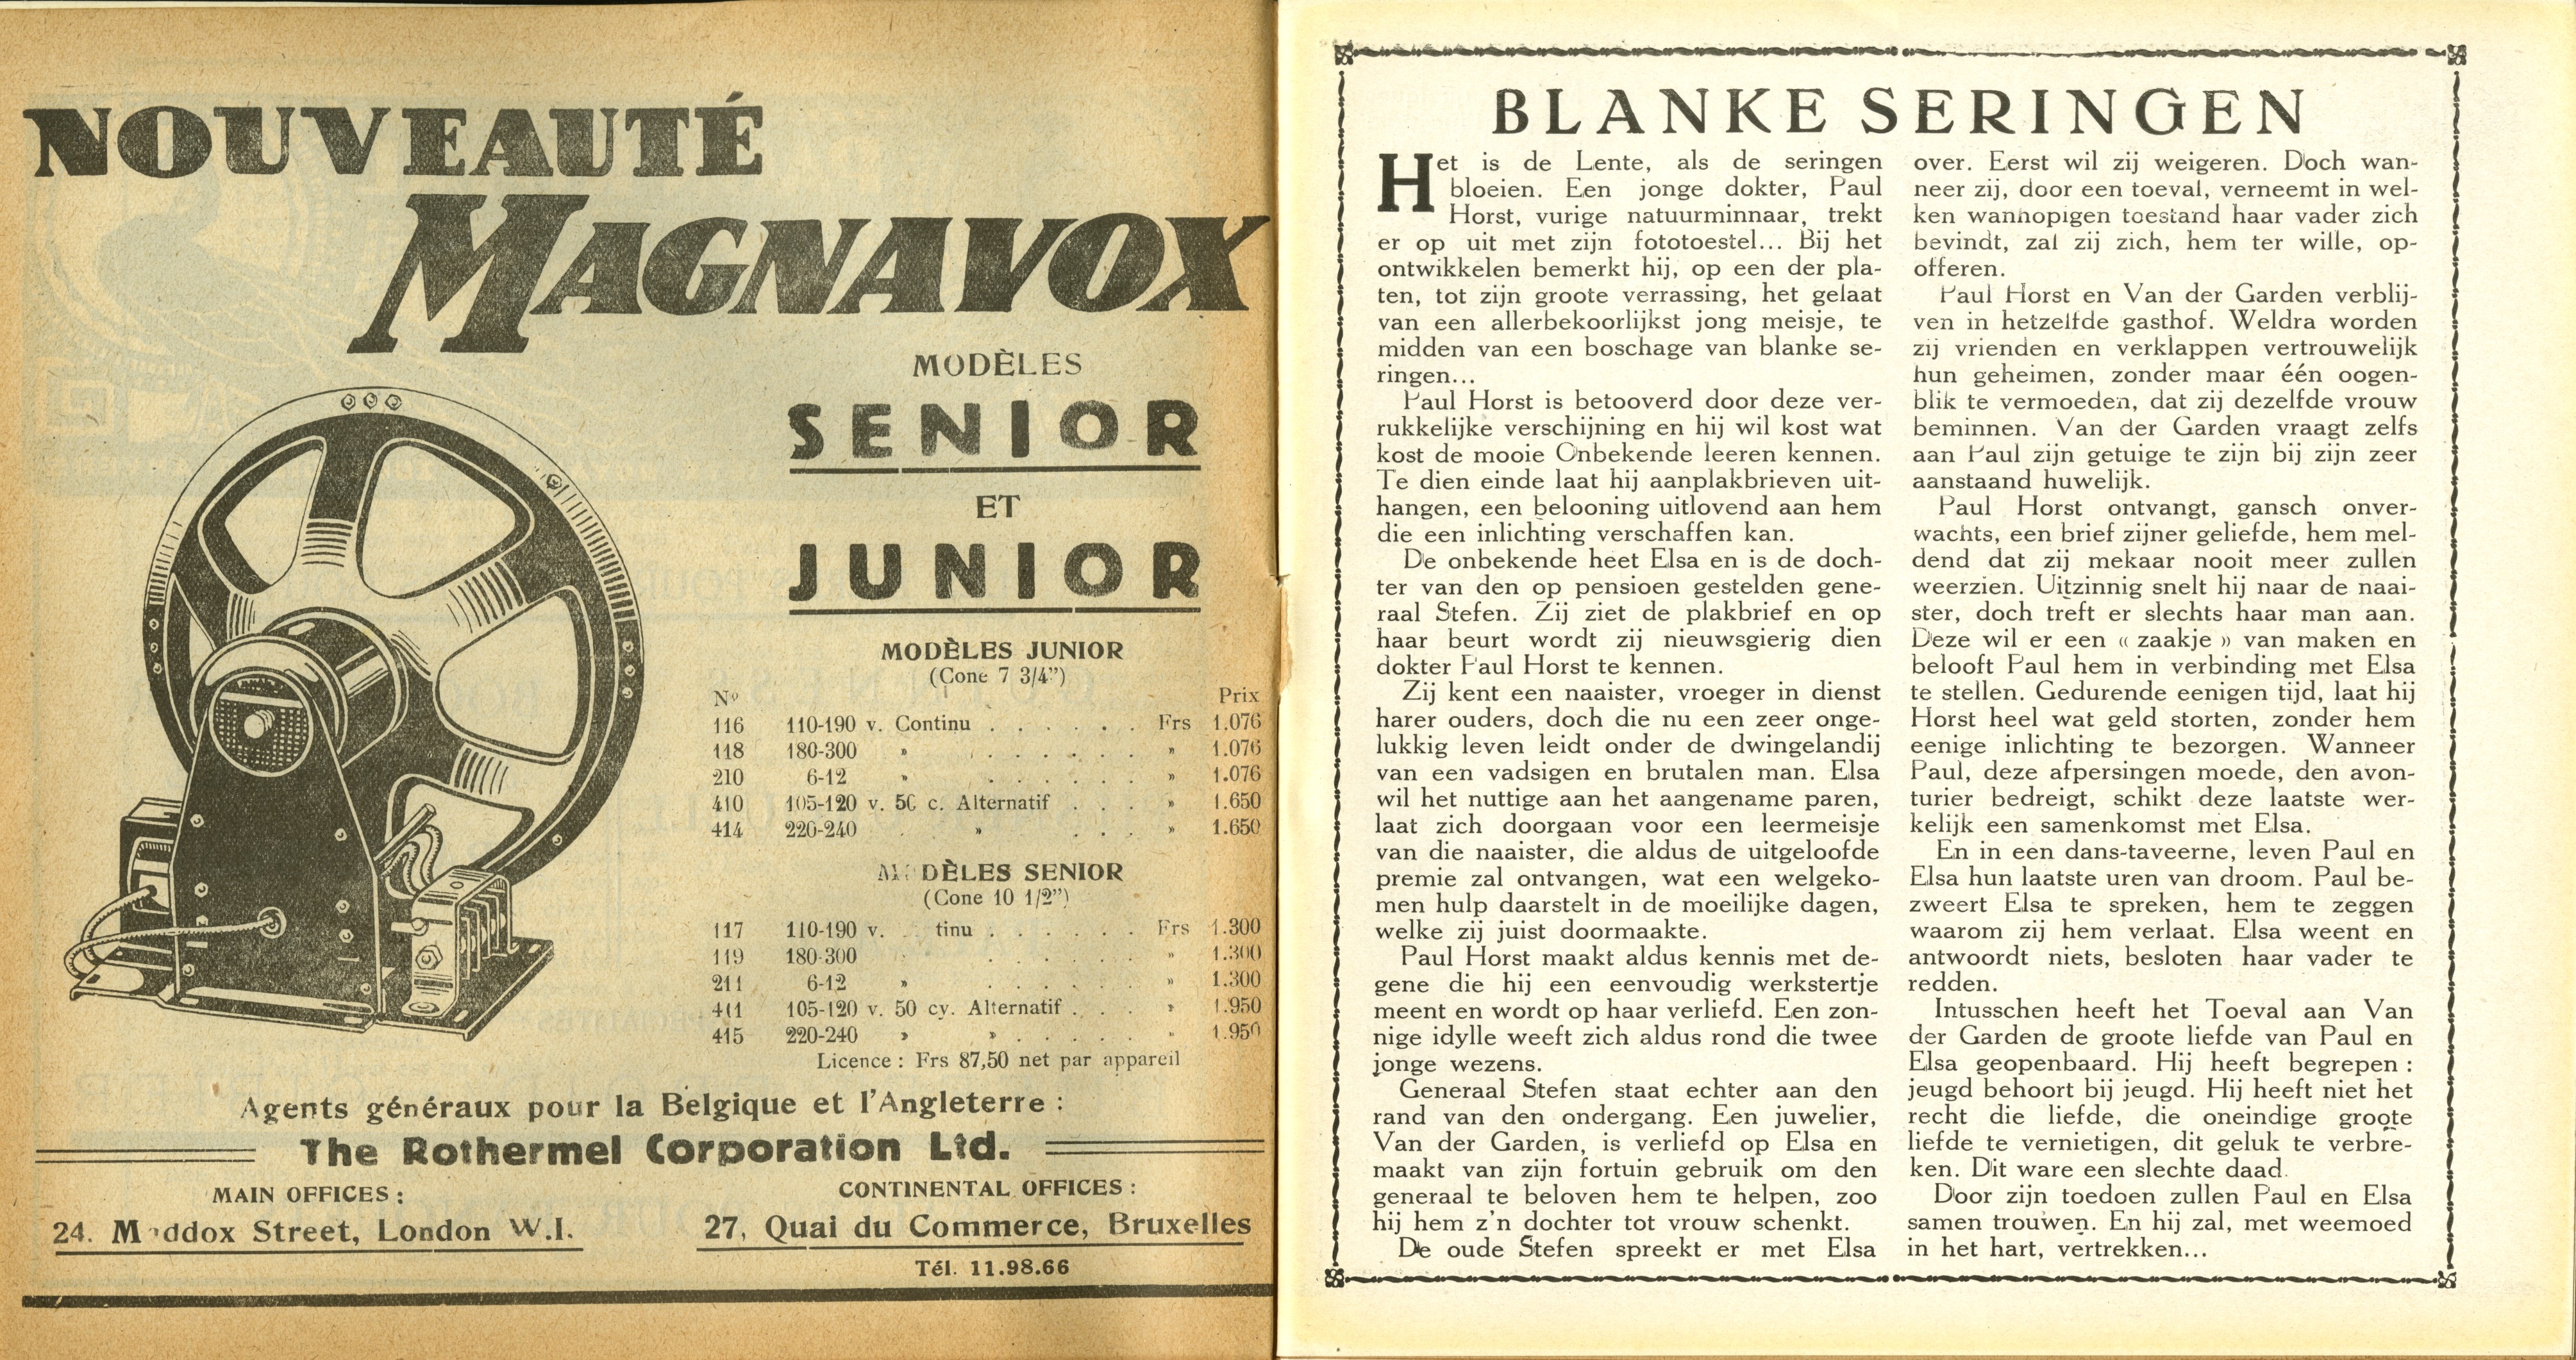 NOUVEAUTÉ
MAGNAVOX
MODÈLES
SENIOR
ET
JUNIOR
MODÈLES JUNIOR
(Cone 7 3/4")
No Prix
116 110-190 v. Continu . . . . . . Frs 1.076
118 180-300 » . . . . . . . » 1.076
210 6-12 » . . . . . . » 1.076
410 105-120 v. 50 c. Alternatif . . . » 1.650
414 220-240 . » . . . » 1.650
MODÈLES SENIOR
(Cone 10 1/2")
117 110-190 v. tinu . . . . . . Frs 1.300
119 180-300 . . . . . . » 1.300
211 6-12 » . . . . . . » 1.300
411 105-120 v. 50 cy. Alternatif . . . » 1.950
415 220-240 » » . . . . . » 1.950
Licence : Frs 87,50 net par appareil
Agents généraux pour la Belgique et l'Angleterre :
The Rothermel Corporation Ltd.
MAIN OFFICES :
24. Maddox Street, London W.I.
CONTINENTAL OFFICES :
27, Quai du Commerce, Bruxelles
Tél. 11.98.66
BLANKE SERINGEN
Het is de Lente, als de seringen
bloeien. Een jonge dokter, Paul
Horst, vurige natuurminnaar, trekt
er op uit met zijn fototoestel... Bij het
ontwikkelen bemerkt hij, op een der pla-
ten, tot zijn groote verrassing, het gelaat
van een allerbekoorlijkst jong meisje, te
midden van een boschage van blanke se-
ringen...
Paul Horst is betooverd door deze ver-
rukkelijke verschijning en hij wil kost wat
kost de mooie Onbekende leeren kennen.
Te dien einde laat hij aanplakbrieven uit-
hangen, een belooning uitlovend aan hem
die een inlichting verschaffen kan.
De onbekende heet Elsa en is de doch-
ter van den op pensioen gestelden gene-
raal Stefen. Zij ziet de plakbrief en op
haar beurt wordt zij nieuwsgierig dien
dokter Paul Horst te kennen.
Zij kent een naaister, vroeger in dienst
harer ouders, doch die nu een zeer onge-
lukkig leven leidt onder de dwingelandij
van een vadsigen en brutalen man. Elsa
wil het nuttige aan het aangename paren,
laat zich doorgaan voor een leermeisje
van die naaister, die aldus de uitgeloofde
premie zal ontvangen, wat een welgeko-
men hulp daarstelt in de moeilijke dagen,
welke zij juist doormaakte.
Paul Horst maakt aldus kennis met de-
gene die hij een eenvoudig werkstertje
meent en wordt op haar verliefd. Een zon-
nige idylle weeft zich aldus rond die twee
jonge wezens.
Generaal Stefen staat echter aan den
rand van den ondergang. Een juwelier,
Van der Garden, is verliefd op Elsa en
maakt van zijn fortuin gebruik om den
generaal te beloven hem te helpen, zoo
hij hem z'n dochter tot vrouw schenkt.
De oude Stefen spreekt er met Elsa
over. Eerst wil zij weigeren. Doch wan-
neer zij, door een toeval, verneemt in wel-
ken wanhopigen toestand haar vader zich
bevindt, zal zij zich, hem ter wille, op-
offeren.
Paul Horst en Van der Garden verblij-
ven in hetzelfde gasthof. Weldra worden
zij vrienden en verklappen vertrouwelijk
hun geheimen, zonder maar één oogen-
blik te vermoeden, dat zij dezelfde vrouw
beminnen. Van der Garden vraagt zelfs
aan Paul zijn getuige te zijn bij zijn zeer
aanstaand huwelijk.
Paul Horst ontvangt, gansch onver-
wachts, een brief zijner geliefde, hem mel-
dend dat zij mekaar nooit meer zullen
weerzien. Uitzinnig snelt hij naar de naai-
ster, doch treft er slechts haar man aan.
Deze wil er een « zaakje » van maken en
belooft Paul hem in verbinding met Elsa
te stellen. Gedurende eenigen tijd, laat hij
Horst heel wat geld storten, zonder hem
eenige inlichting te bezorgen. Wanneer
Paul, deze afpersingen moede, den avon-
turier bedreigt, schikt deze laatste wer-
kelijk een samenkomst met Elsa.
En in een dans-taveerne, leven Paul en
Elsa hun laatste uren van droom. Paul be-
zweert Elsa te spreken, hem te zeggen
waarom zij hem verlaat. Elsa weent en
antwoordt niets, besloten haar vader te
redden.
Intusschen heeft het Toeval aan Van
der Garden de groote liefde van Paul en
Elsa geopenbaard. Hij heeft begrepen :
jeugd behoort bij jeugd. Hij heeft niet het
recht die liefde, die oneindige groote
liefde te vernietigen, dit geluk te verbre-
ken. Dit ware een slechte daad.
Door zijn toedoen zullen Paul en Elsa
samen trouwen. En hij zal, met weemoed
in het hart, vertrekken...